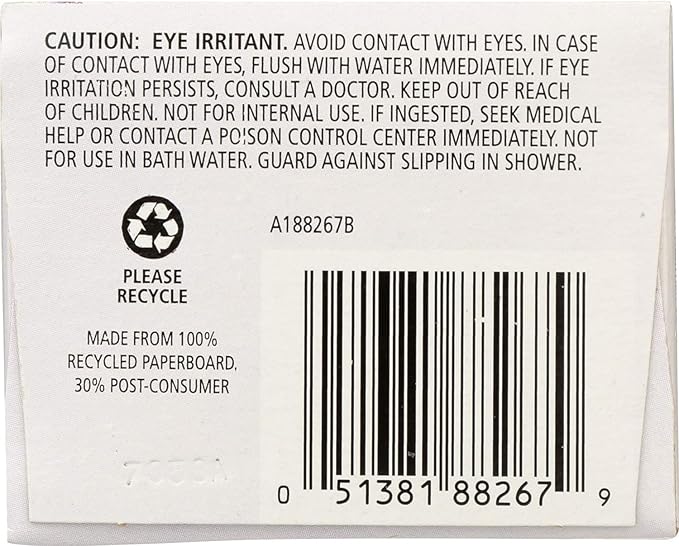 CAUTION: EYE IRRITANT. AVOID CONTACT WITH EYES. IN CASE
OF CONTACT WITH EYES, FLUSH WITH WATER IMMEDIATELY. IF EYE
IRRITATION PERSISTS, CONSULT A DOCTOR. KEEP OUT OF REACH
OF CHILDREN. NOT FOR INTERNAL USE. IF INGESTED, SEEK MEDICAL
HELP OR CONTACT A POISON CONTROL CENTER IMMEDIATELY. NOT
FOR USE IN BATH WATER. GUARD AGAINST SLIPPING IN SHOWER.
PLEASE
RECYCLE
MADE FROM 100%
RECYCLED PAPERBOARD,
30% POST-CONSUMER
A188267B
0 51381 88267 9